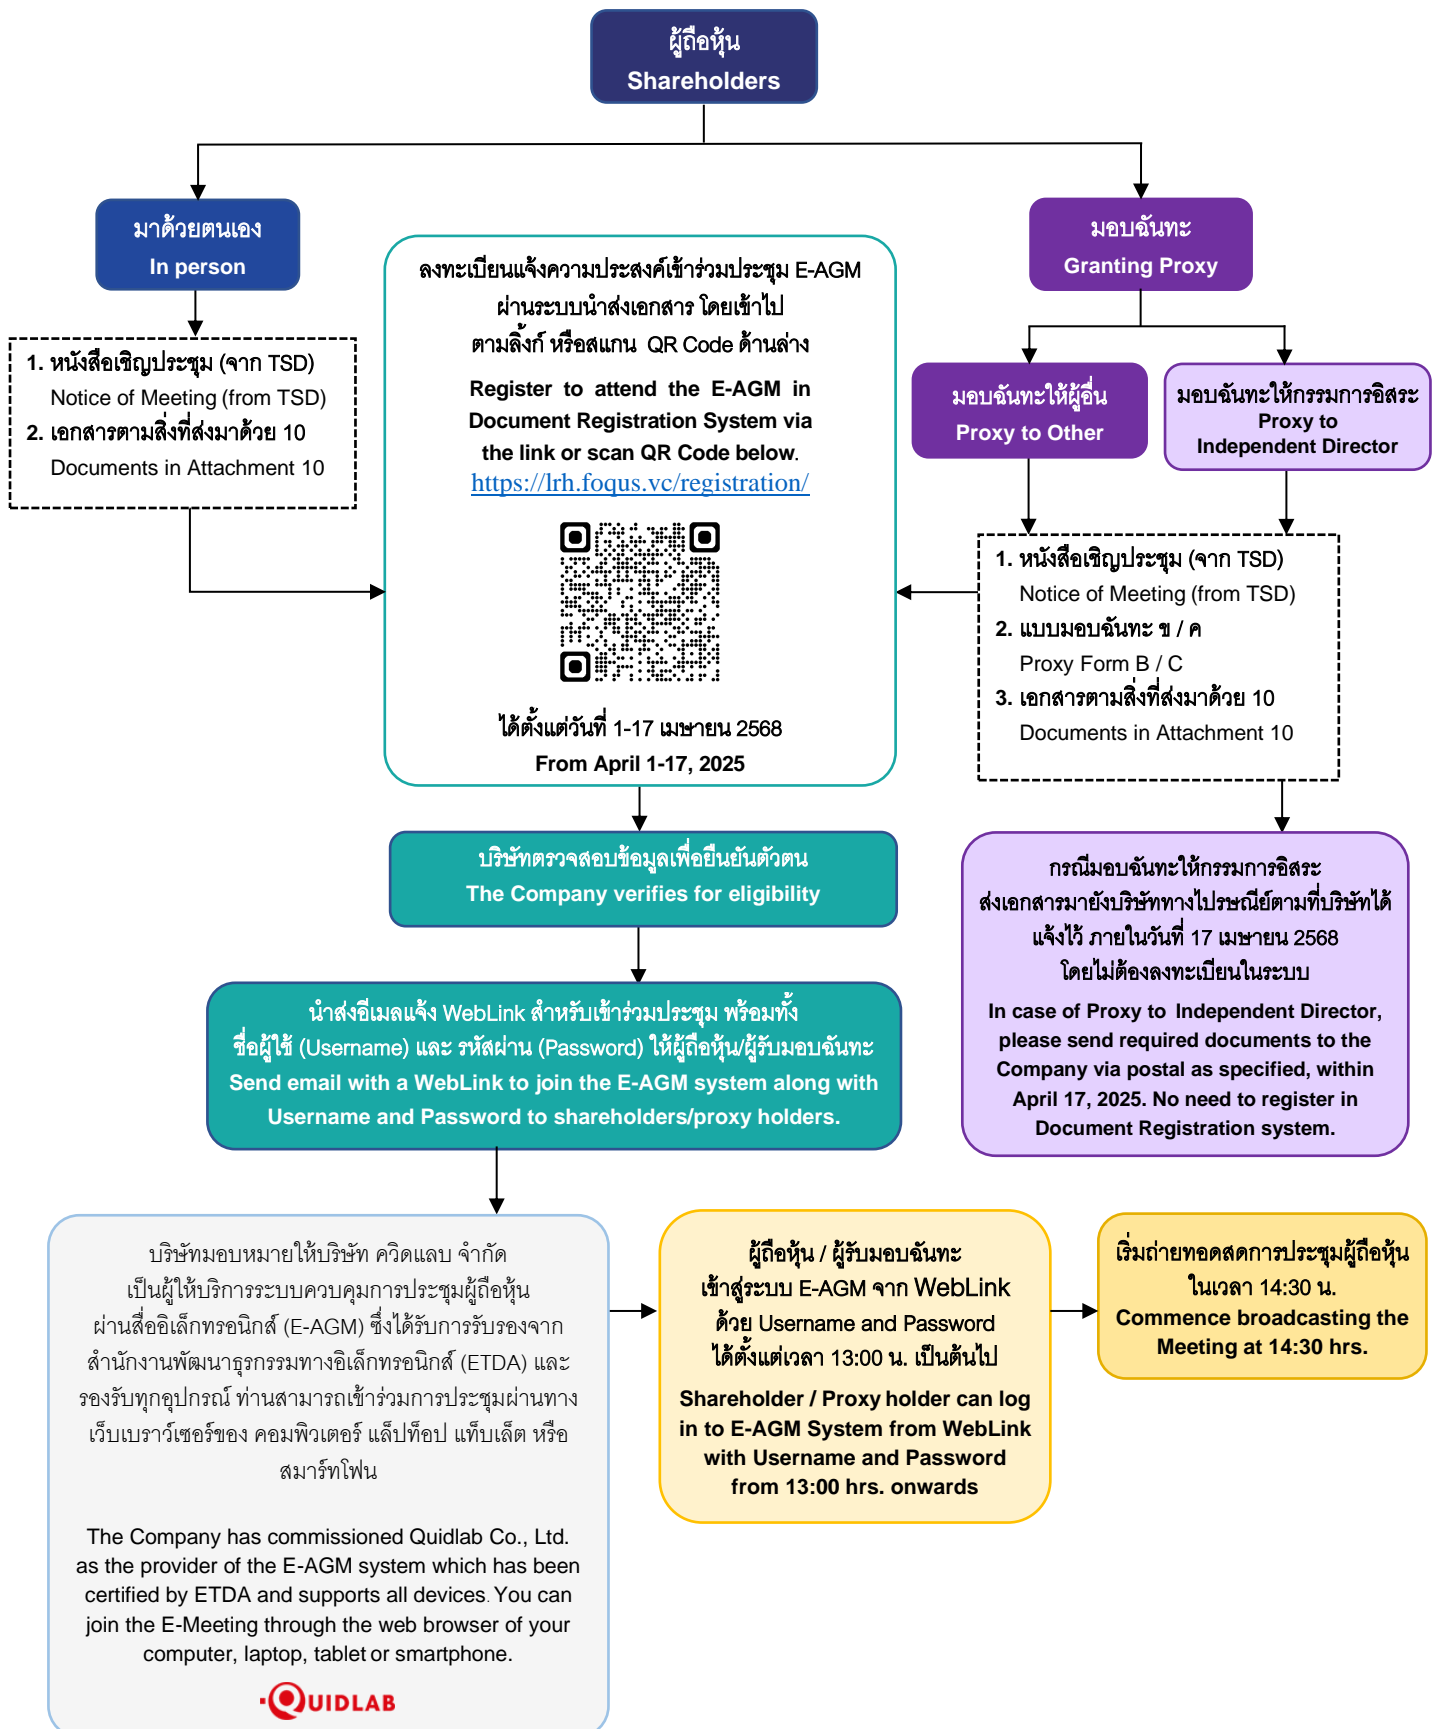 ผู้ถือหุ้น
Shareholders
มาด้วยตนเอง
In person
1. หนังสือเชิญประชุม (จาก TSD)
Notice of Meeting (from TSD)
2. เอกสารตามสิ่งที่ส่งมาด้วย 10
Documents in Attachment 10
ลงทะเบียนแจ้งความประสงค์เข้าร่วมประชุม E-AGM
ผ่านระบบนำส่งเอกสาร โดยเข้าไป
ตามลิ้งก์ หรือสแกน QR Code ด้านล่าง
Register to attend the E-AGM in
Document Registration System via
the link or scan QR Code below.
https://lrh.foqus.vc/registration/
ได้ตั้งแต่วันที่ 1-17 เมษายน 2568
From April 1-17, 2025
มอบฉันทะ
Granting Proxy
มอบฉันทะให้ผู้อื่น
Proxy to Other
มอบฉันทะให้กรรมการอิสระ
Proxy to
Independent Director
1. หนังสือเชิญประชุม (จาก TSD)
Notice of Meeting (from TSD)
2. แบบมอบฉันทะ ข / ค
Proxy Form B / C
3. เอกสารตามสิ่งที่ส่งมาด้วย 10
Documents in Attachment 10
บริษัทตรวจสอบข้อมูลเพื่อยืนยันตัวตน
The Company verifies for eligibility
กรณีมอบฉันทะให้กรรมการอิสระ
ส่งเอกสารมายังบริษัททางไปรษณีย์ตามที่บริษัทได้
แจ้งไว้ ภายในวันที่ 17 เมษายน 2568
โดยไม่ต้องลงทะเบียนในระบบ
In case of Proxy to Independent Director,
please send required documents to the
Company via postal as specified, within
April 17, 2025. No need to register in
Document Registration system.
นำส่งอีเมลแจ้ง WebLink สำหรับเข้าร่วมประชุม พร้อมทั้ง
ชื่อผู้ใช้ (Username) และ รหัสผ่าน (Password) ให้ผู้ถือหุ้น/ผู้รับมอบฉันทะ
Send email with a WebLink to join the E-AGM system along with
Username and Password to shareholders/proxy holders.
บริษัทมอบหมายให้บริษัท ควิดแลบ จำกัด
เป็นผู้ให้บริการระบบควบคุมการประชุมผู้ถือหุ้น
ผ่านสื่ออิเล็กทรอนิกส์ (E-AGM) ซึ่งได้รับการรับรองจาก
สำนักงานพัฒนาธุรกรรมทางอิเล็กทรอนิกส์ (ETDA) และ
รองรับทุกอุปกรณ์ ท่านสามารถเข้าร่วมการประชุมผ่านทาง
เว็บเบราว์เซอร์ของ คอมพิวเตอร์ แล็ปท็อป แท็บเล็ต หรือ
สมาร์ทโฟน
The Company has commissioned Quidlab Co., Ltd.
as the provider of the E-AGM system which has been
certified by ETDA and supports all devices. You can
join the E-Meeting through the web browser of your
computer, laptop, tablet or smartphone.
QUIDLAB
ผู้ถือหุ้น / ผู้รับมอบฉันทะ
เข้าสู่ระบบ E-AGM จาก WebLink
ด้วย Username and Password
ได้ตั้งแต่เวลา 13:00 น. เป็นต้นไป
Shareholder / Proxy holder can log
in to E-AGM System from WebLink
with Username and Password
from 13:00 hrs. onwards
เริ่มถ่ายทอดสดการประชุมผู้ถือหุ้น
ในเวลา 14:30 น.
Commence broadcasting the
Meeting at 14:30 hrs.